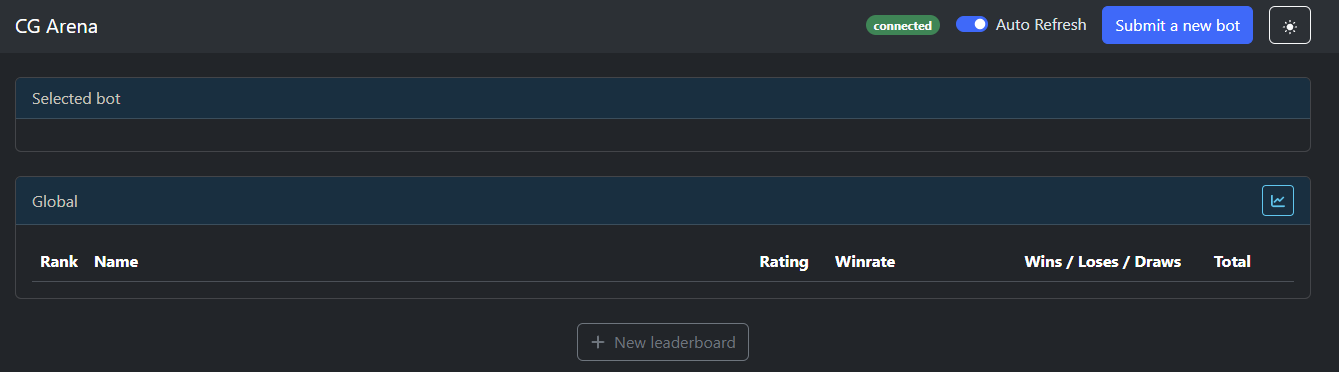 CG Arena connected Auto Refresh Submit a new bot
Selected bot
Global
Rank Name Rating Winrate Wins / Loses / Draws Total
New leaderboard